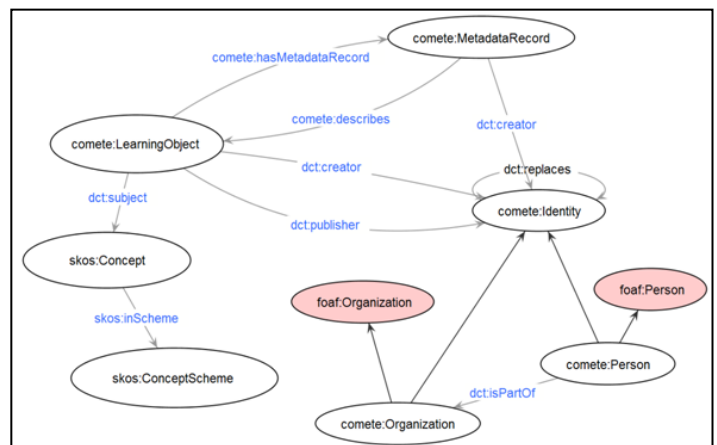 comete:MetadataRecord
comete:hasMetadataRecord
comete:describes
dct:creator
comete:LearningObject
dct:creator
dct:replaces
dct:subject
comete:Identity
dct:publisher
skos:Concept
foaf:Person
foaf:Organization
skos:inScheme
comete:Person
skos:ConceptScheme
dct:isPartOf
comete:Organization